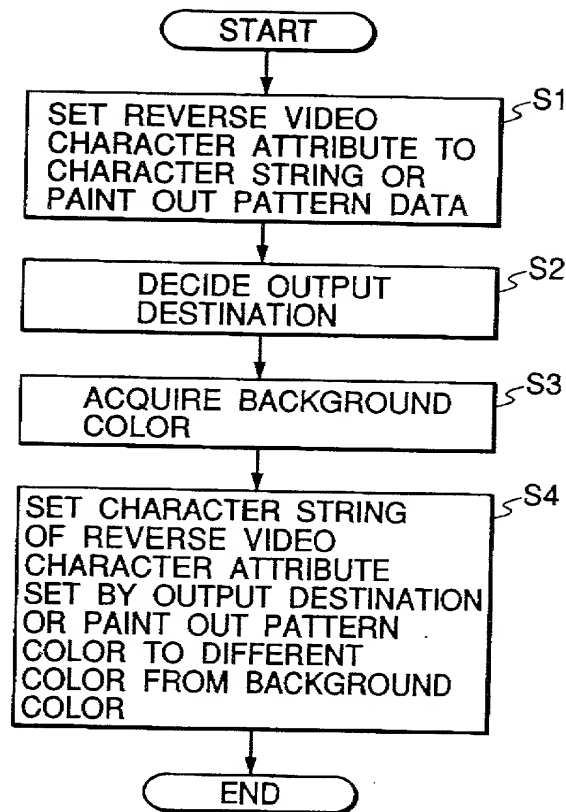 START
S1
SET REVERSE VIDEO
CHARACTER ATTRIBUTE TO
CHARACTER STRING OR
PAINT OUT PATTERN DATA
S2
DECIDE OUTPUT
DESTINATION
S3
ACQUIRE BACKGROUND
COLOR
S4
SET CHARACTER STRING
OF REVERSE VIDEO
CHARACTER ATTRIBUTE
SET BY OUTPUT DESTINATION
OR PAINT OUT PATTERN
COLOR TO DIFFERENT
COLOR FROM BACKGROUND
COLOR
END